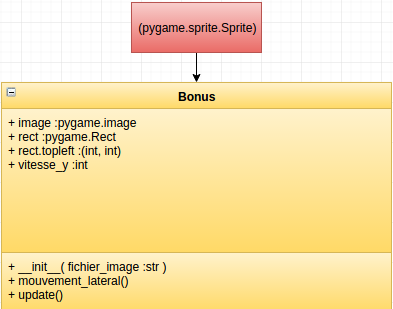 (pygame.sprite.Sprite)
Bonus
+ image :pygame.image
+ rect :pygame.Rect
+ rect.topleft :(int, int)
+ vitesse_y :int
+ __init__( fichier_image :str )
+ mouvement_lateral()
+ update()